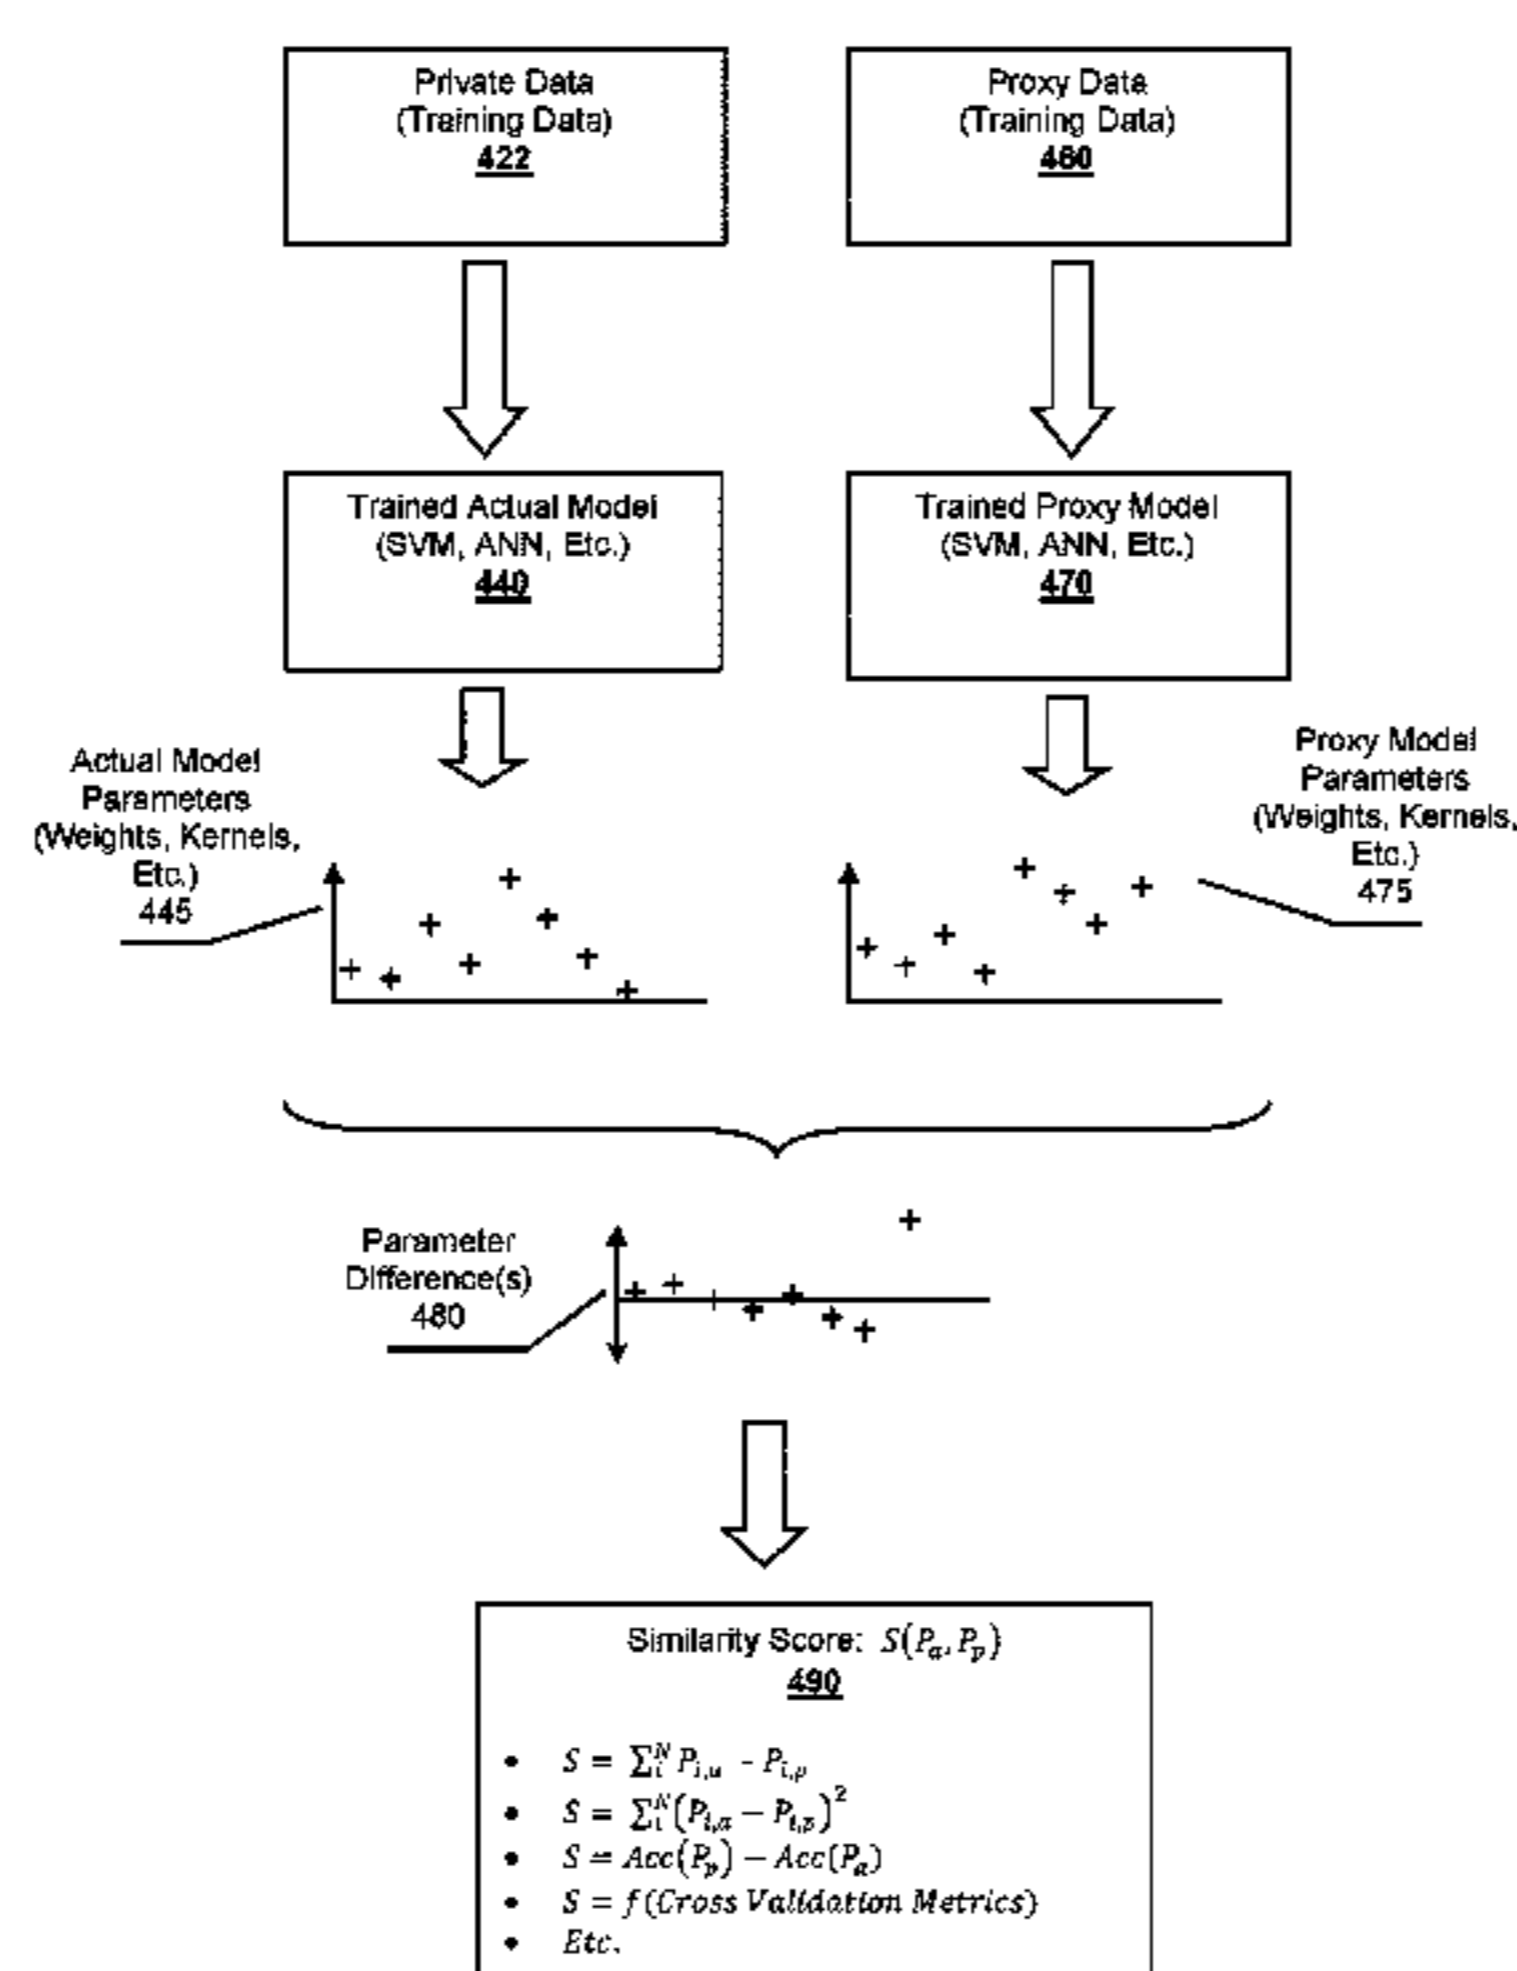 Private Data
(Training Data)
422
Proxy Data
(Training Data)
460
Trained Actual Model
(SVM, ANN, Etc.)
440
Trained Proxy Model
(SVM, ANN, Etc.)
470
Actual Model
Parameters
(Weights, Kernels,
Etc.)
445
Proxy Model
Parameters
(Weights, Kernels,
Etc.)
475
Parameter
Difference(s)
480
Similarity Score: S(Pₐ, Pₚ)
490
• S = ∑ᵢᴺ Pᵢ,ₐ - Pᵢ,ₚ
• S = ∑ᵢᴺ(Pᵢ,ₐ − Pᵢ,ₚ)²
• S = Acc(Pₚ) − Acc(Pₐ)
• S = f(Cross Validation Metrics)
• Etc.